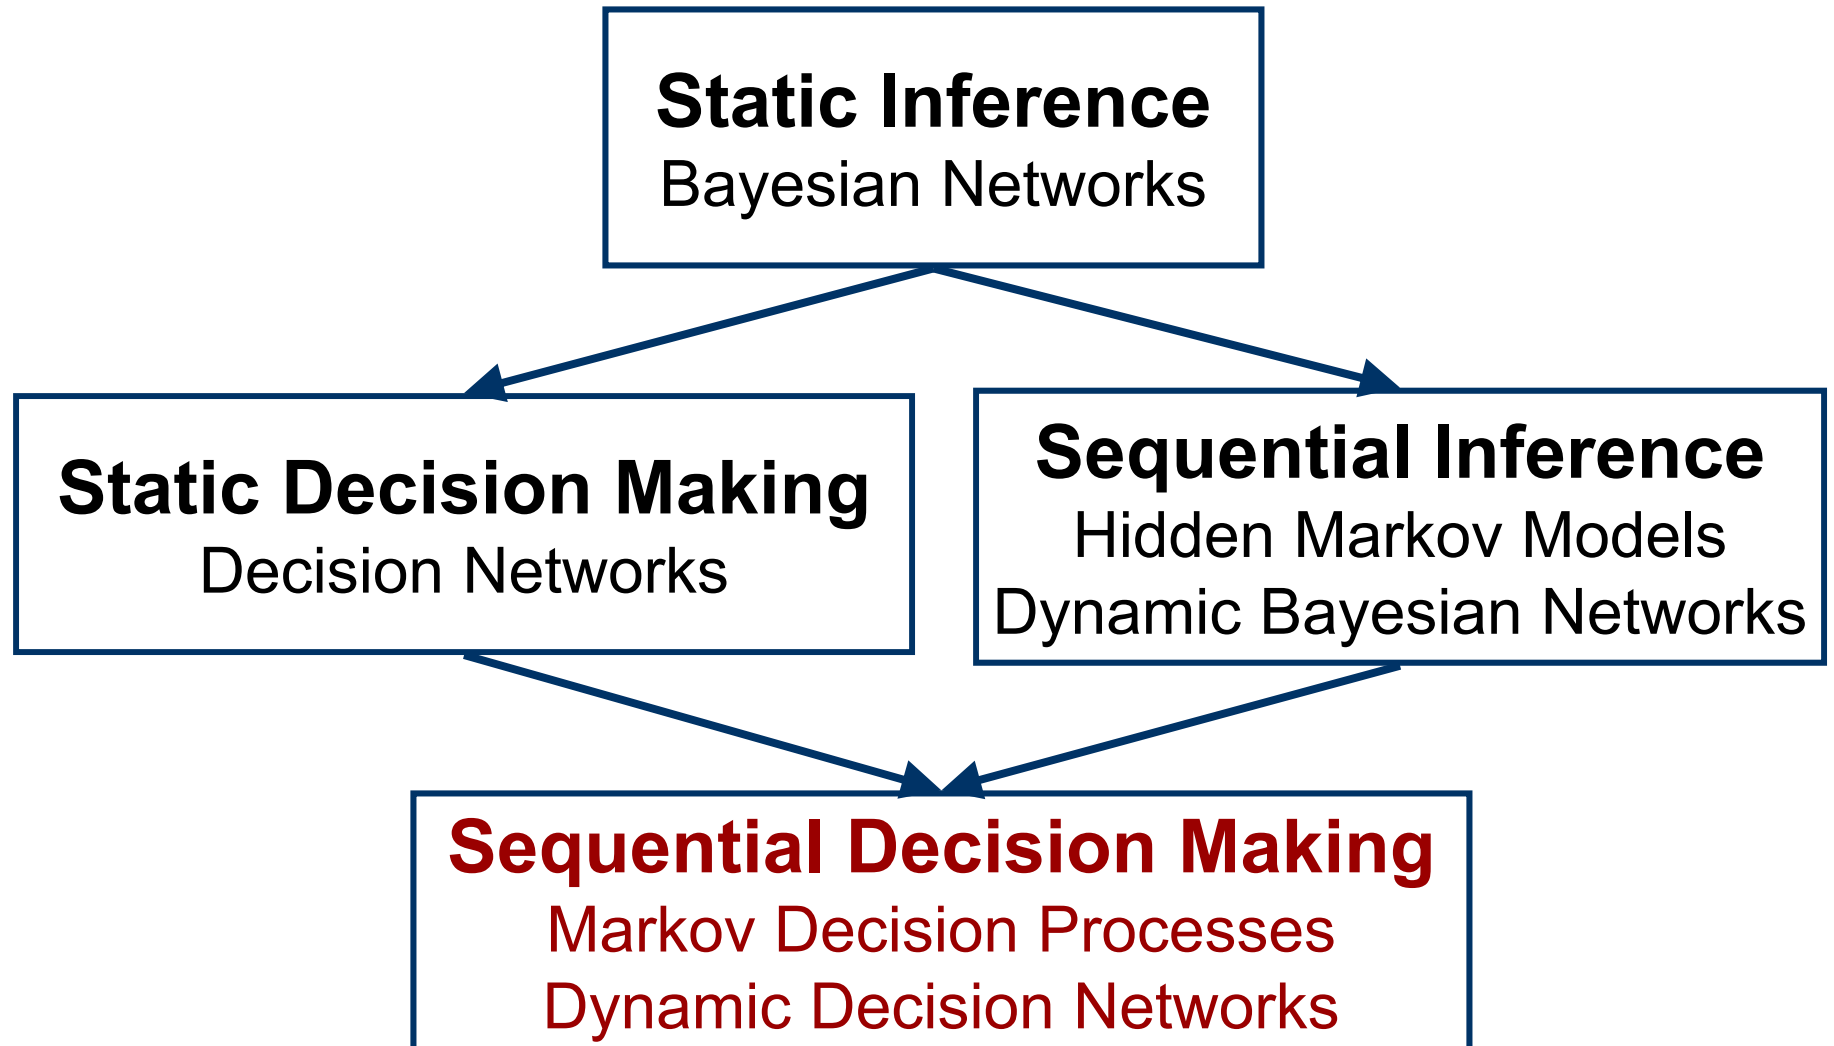 Static Inference
Bayesian Networks
Static Decision Making
Decision Networks
Sequential Inference
Hidden Markov Models
Dynamic Bayesian Networks
Sequential Decision Making
Markov Decision Processes
Dynamic Decision Networks